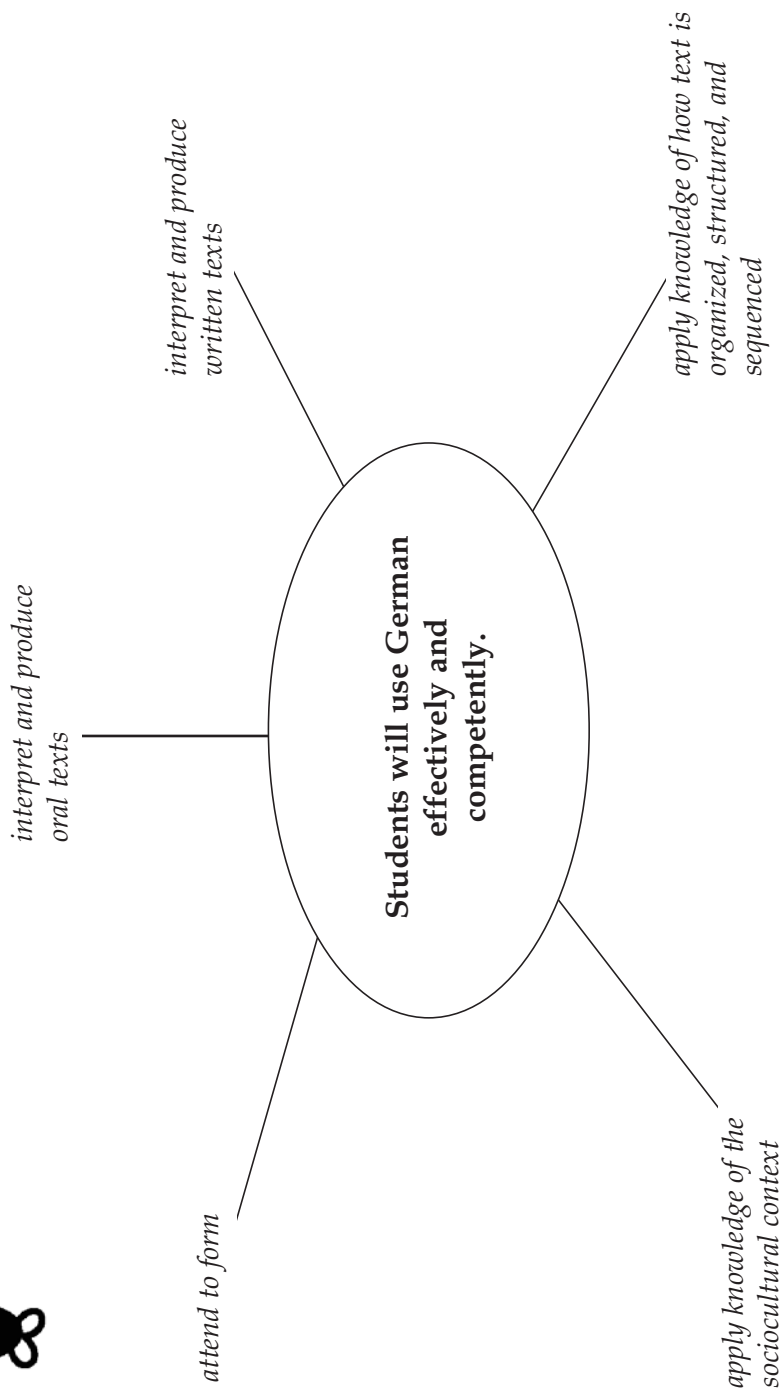 interpret and produce
oral texts
interpret and produce
written texts
attend to form
Students will use German
effectively and
competently.
apply knowledge of the
sociocultural context
apply knowledge of how text is
organized, structured, and
sequenced